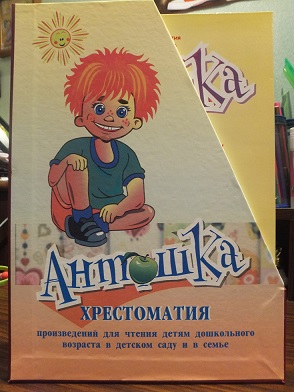 Антошка
ХРЕСТОМАТИЯ
произведений для чтения детям дошкольного
возраста в детском саду и в семье